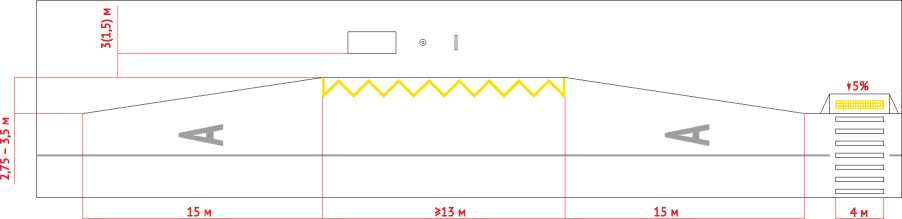 3(1,5) м
5%
2,75 – 3,5 м
А
А
15 м
≥13 м
15 м
4 м